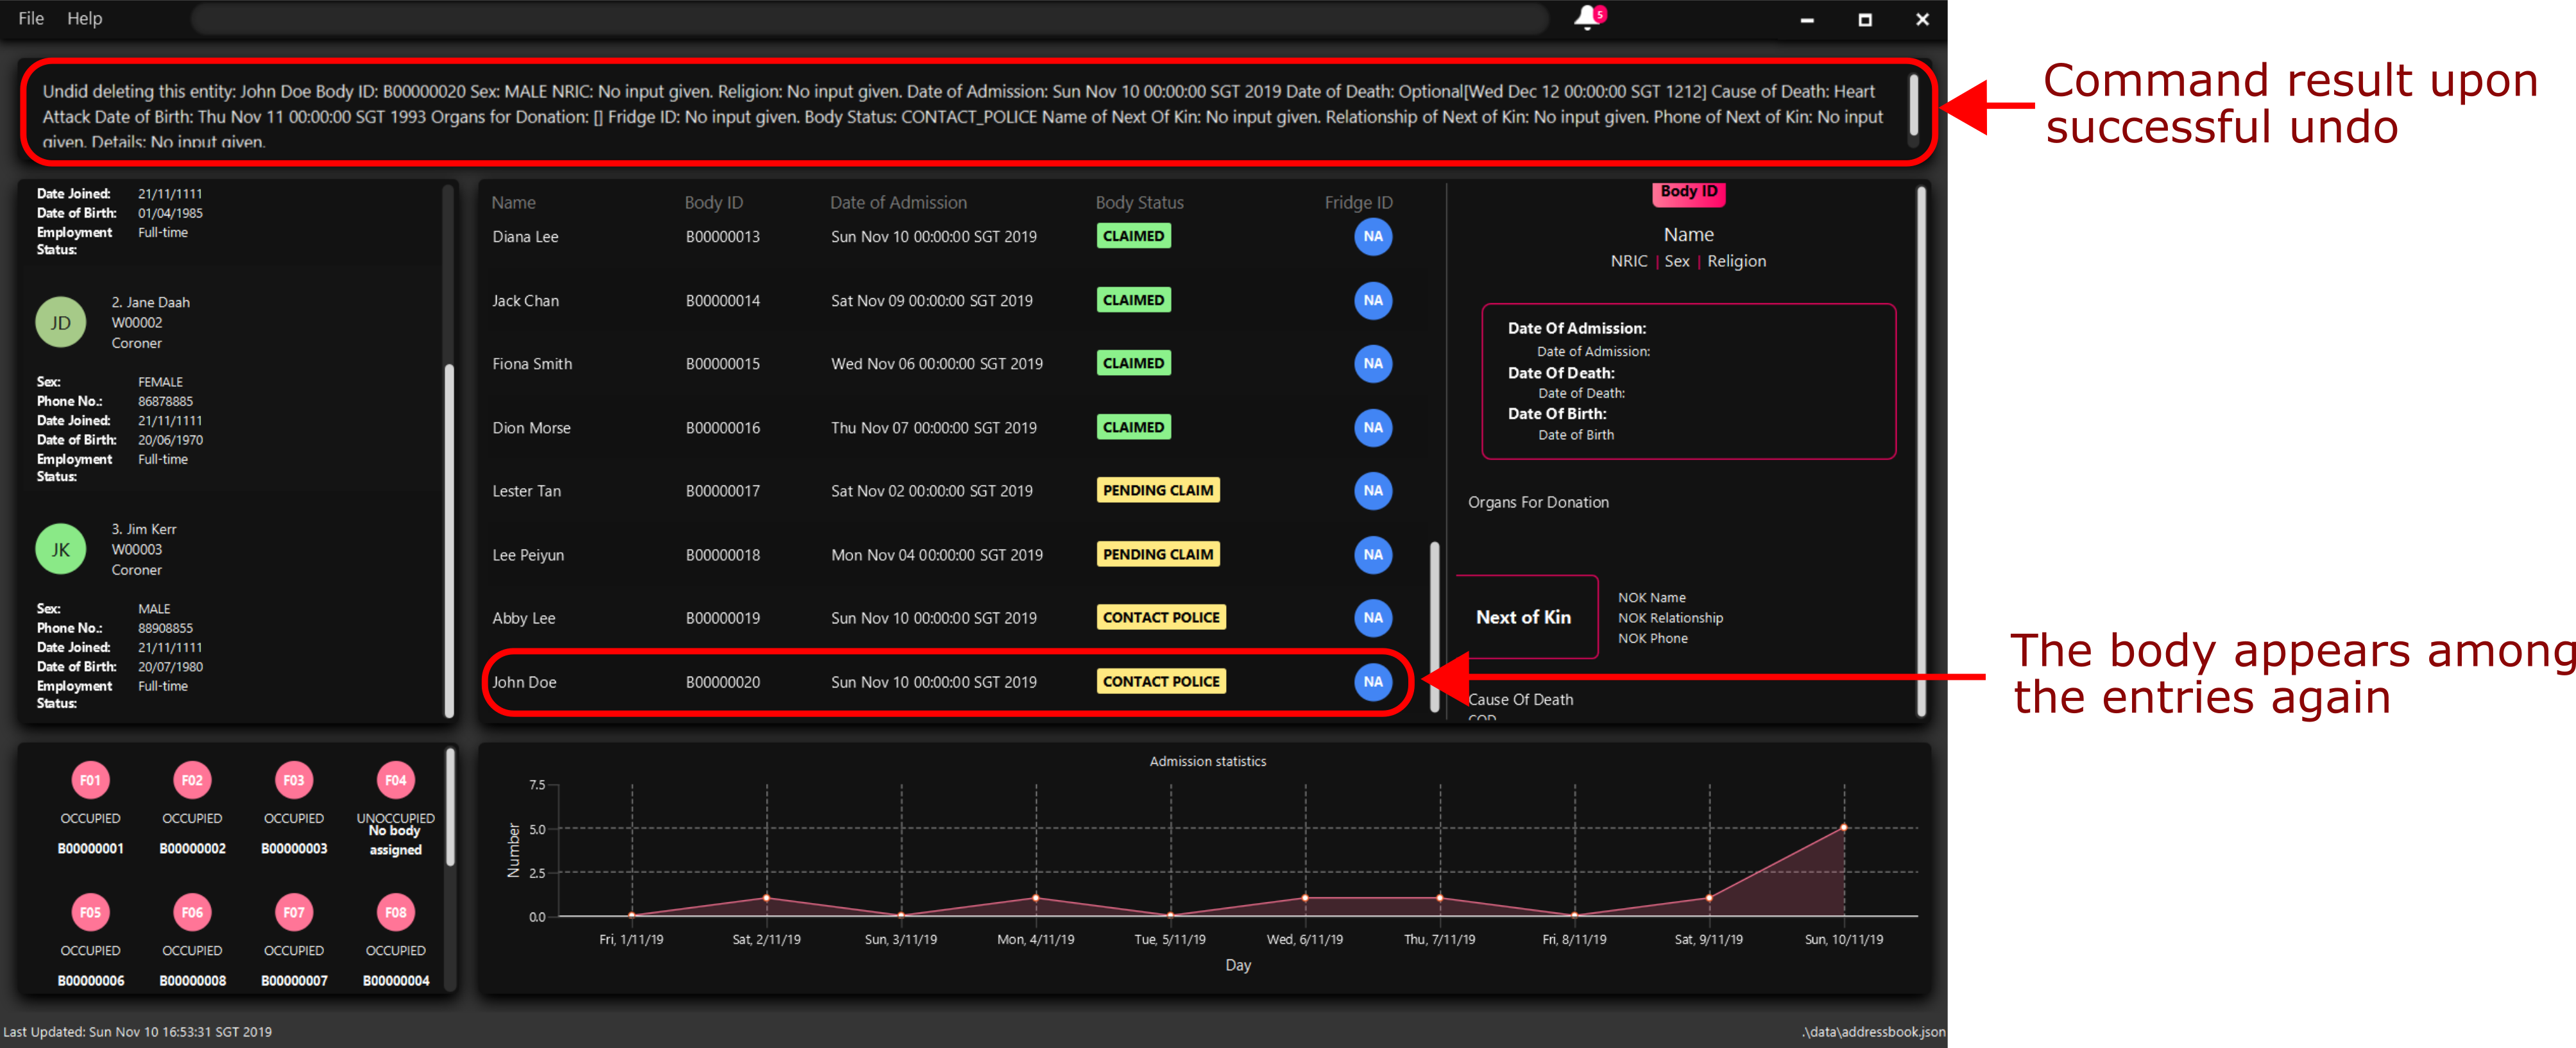 File Help
5
Undid deleting this entity: John Doe Body ID: B00000020 Sex: MALE NRIC: No input given. Religion: No input given. Date of Admission: Sun Nov 10 00:00:00 SGT 2019 Date of Death: Optional[Wed Dec 12 00:00:00 SGT 1212] Cause of Death: Heart
Attack Date of Birth: Thu Nov 11 00:00:00 SGT 1993 Organs for Donation: [] Fridge ID: No input given. Body Status: CONTACT_POLICE Name of Next Of Kin: No input given. Relationship of Next of Kin: No input given. Phone of Next of Kin: No input
given. Details: No input given.
Command result upon
successful undo
Date Joined: 21/11/1111
Date of Birth: 01/04/1985
Employment Full-time
Status:
JD
2. Jane Daah
W00002
Coroner
Sex: FEMALE
Phone No.: 86878885
Date Joined: 21/11/1111
Date of Birth: 20/06/1970
Employment Full-time
Status:
JK
3. Jim Kerr
W00003
Coroner
Sex: MALE
Phone No.: 88908855
Date Joined: 21/11/1111
Date of Birth: 20/07/1980
Employment Full-time
Status:
Name Body ID Date of Admission Body Status Fridge ID
Diana Lee B00000013 Sun Nov 10 00:00:00 SGT 2019 CLAIMED NA
Jack Chan B00000014 Sat Nov 09 00:00:00 SGT 2019 CLAIMED NA
Fiona Smith B00000015 Wed Nov 06 00:00:00 SGT 2019 CLAIMED NA
Dion Morse B00000016 Thu Nov 07 00:00:00 SGT 2019 CLAIMED NA
Lester Tan B00000017 Sat Nov 02 00:00:00 SGT 2019 PENDING CLAIM NA
Lee Peiyun B00000018 Mon Nov 04 00:00:00 SGT 2019 PENDING CLAIM NA
Abby Lee B00000019 Sun Nov 10 00:00:00 SGT 2019 CONTACT POLICE NA
John Doe B00000020 Sun Nov 10 00:00:00 SGT 2019 CONTACT POLICE NA
Body ID
Name
NRIC | Sex | Religion
Date Of Admission:
Date of Admission:
Date Of Death:
Date of Death:
Date Of Birth:
Date of Birth
Organs For Donation
Next of Kin
NOK Name
NOK Relationship
NOK Phone
Cause Of Death
COD
The body appears among
the entries again
F01 F02 F03 F04
OCCUPIED OCCUPIED OCCUPIED UNOCCUPIED
B00000001 B00000002 B00000003 No body
assigned
F05 F06 F07 F08
OCCUPIED OCCUPIED OCCUPIED OCCUPIED
B00000006 B00000008 B00000007 B00000004
Admission statistics
Number
7.5
5.0
2.5
0.0
Fri, 1/11/19 Sat, 2/11/19 Sun, 3/11/19 Mon, 4/11/19 Tue, 5/11/19 Wed, 6/11/19 Thu, 7/11/19 Fri, 8/11/19 Sat, 9/11/19 Sun, 10/11/19
Day
Last Updated: Sun Nov 10 16:53:31 SGT 2019
.\data\addressbook.json